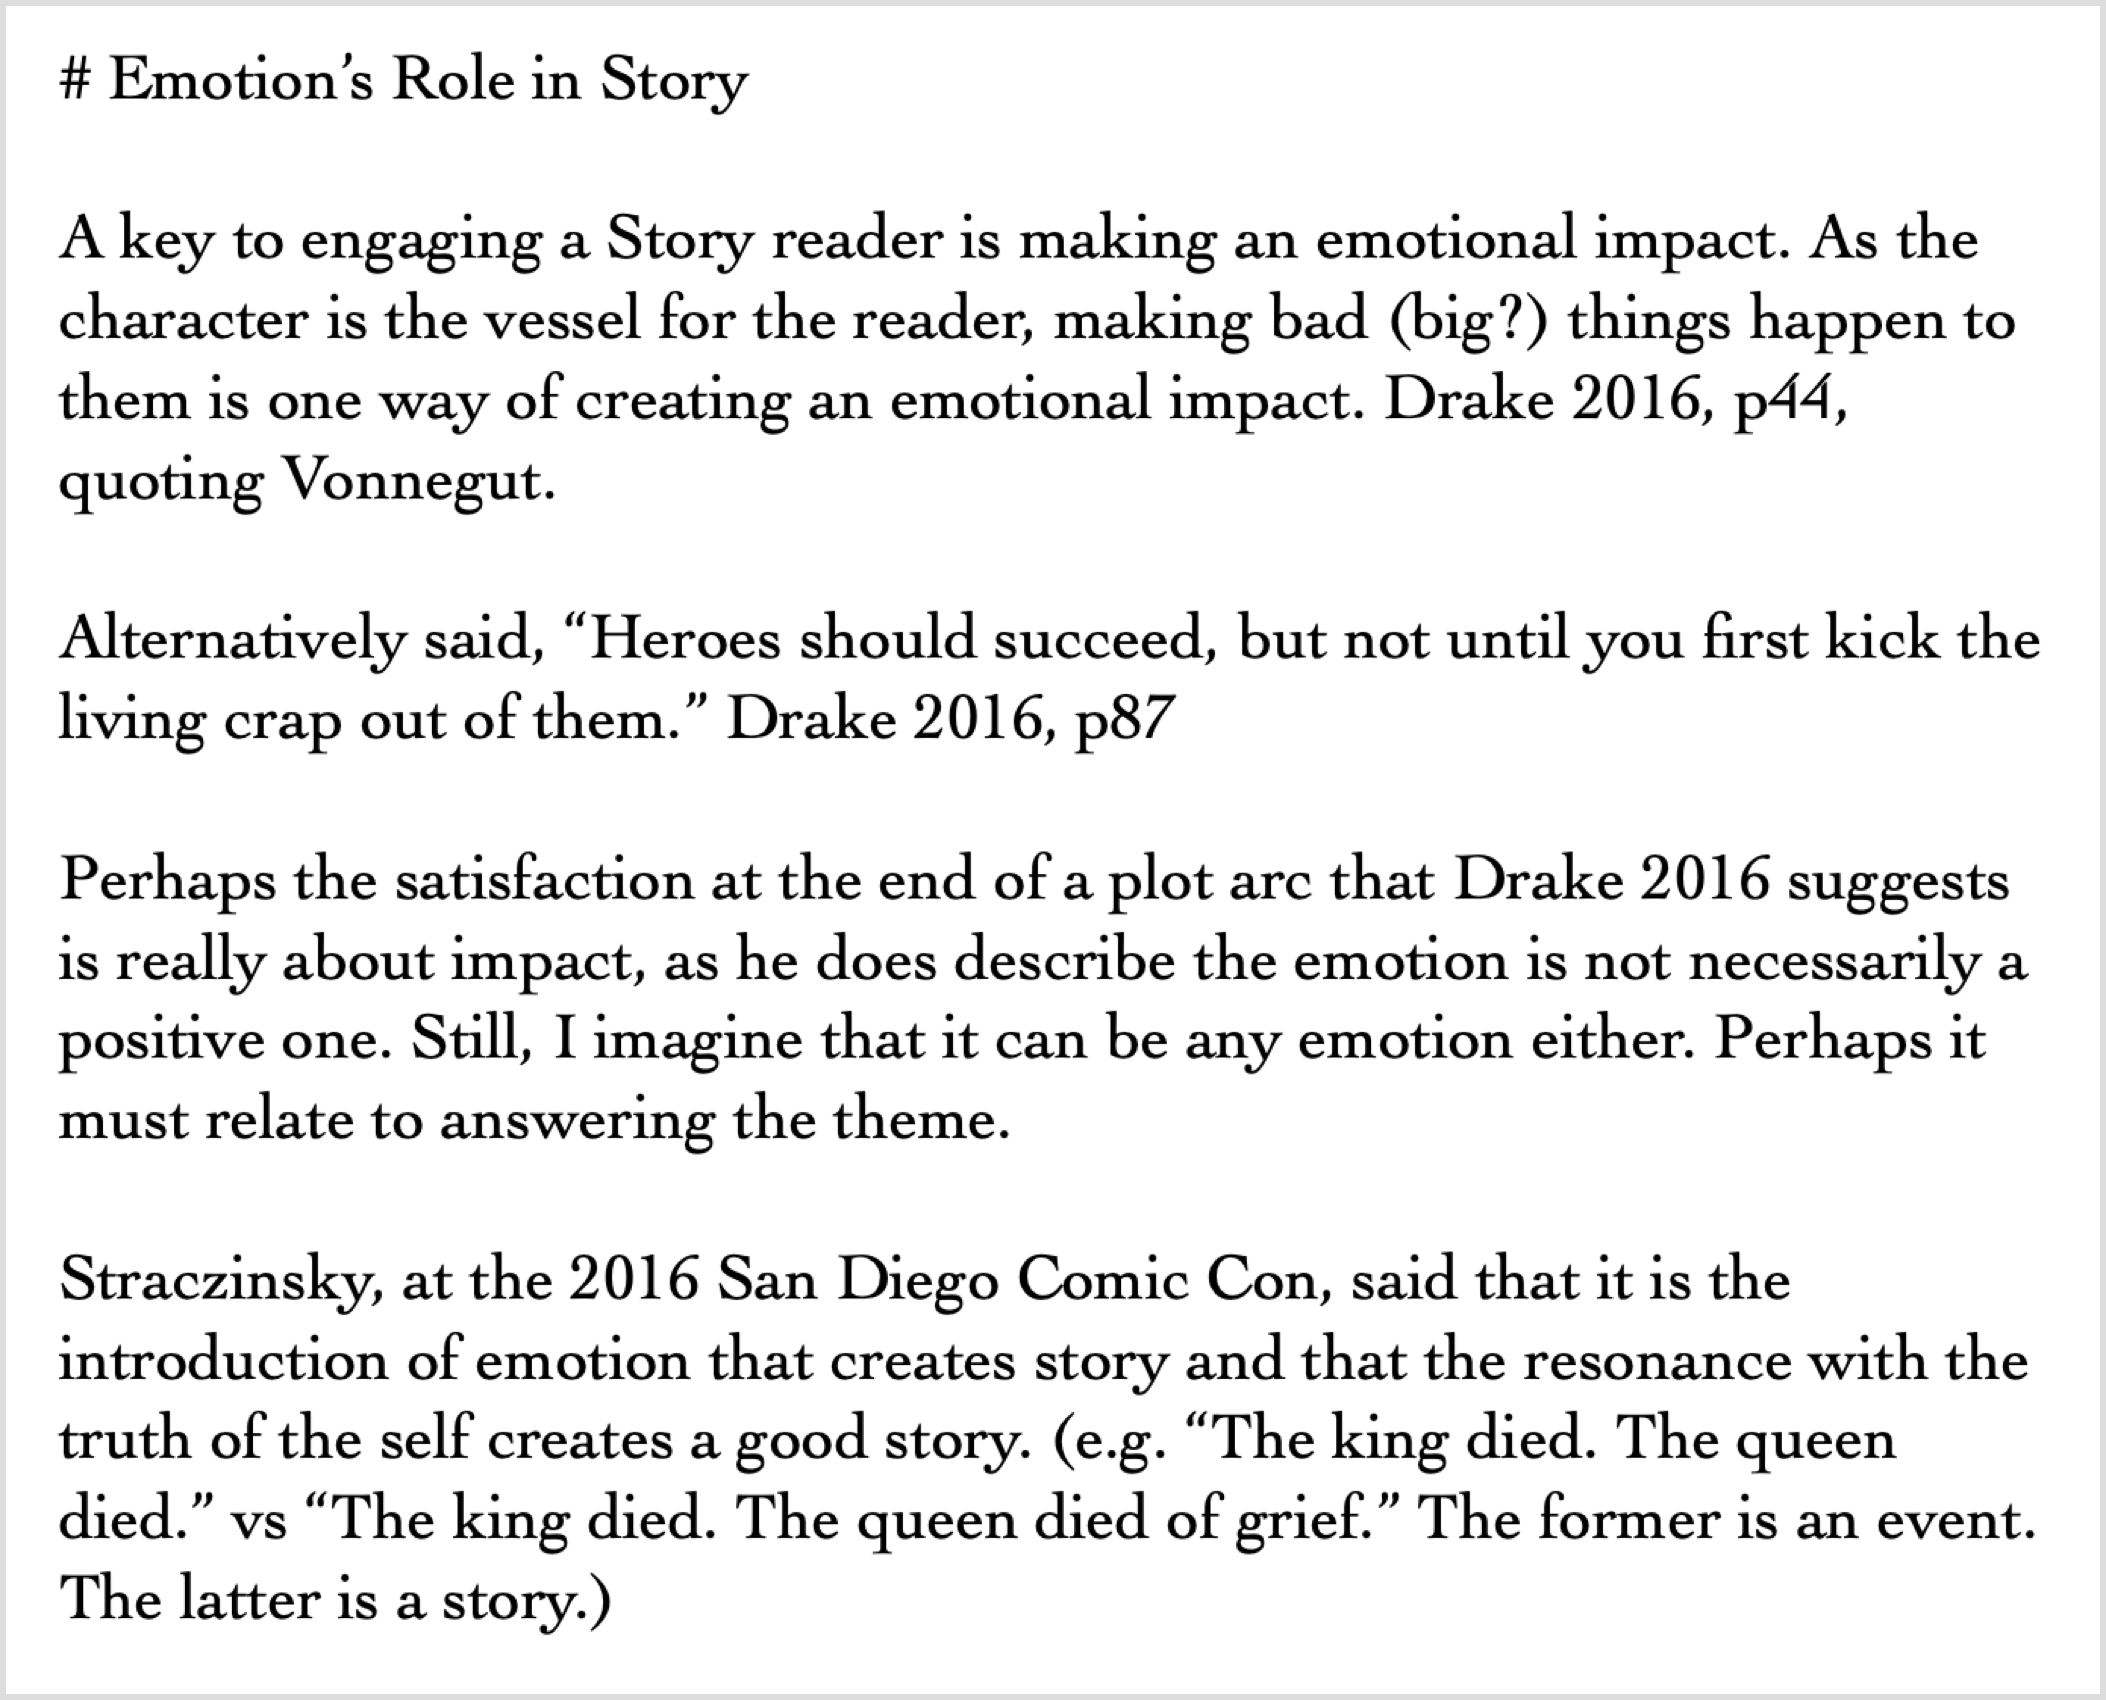 # Emotion’s Role in Story
A key to engaging a Story reader is making an emotional impact. As the
character is the vessel for the reader, making bad (big?) things happen to
them is one way of creating an emotional impact. Drake 2016, p44,
quoting Vonnegut.
Alternatively said, “Heroes should succeed, but not until you first kick the
living crap out of them.” Drake 2016, p87
Perhaps the satisfaction at the end of a plot arc that Drake 2016 suggests
is really about impact, as he does describe the emotion is not necessarily a
positive one. Still, I imagine that it can be any emotion either. Perhaps it
must relate to answering the theme.
Straczinsky, at the 2016 San Diego Comic Con, said that it is the
introduction of emotion that creates story and that the resonance with the
truth of the self creates a good story. (e.g. “The king died. The queen
died.” vs “The king died. The queen died of grief.” The former is an event.
The latter is a story.)